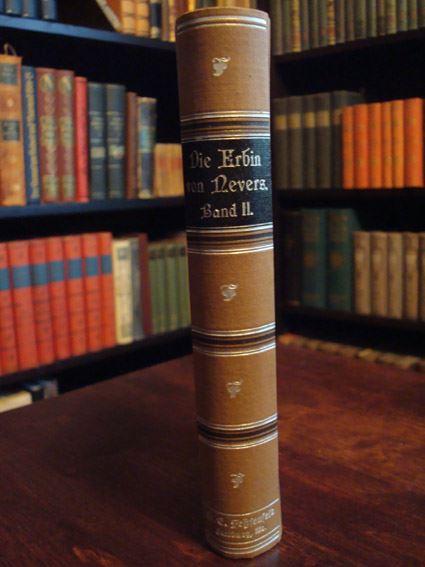 Die Erbin
von Nevers.
Band II.